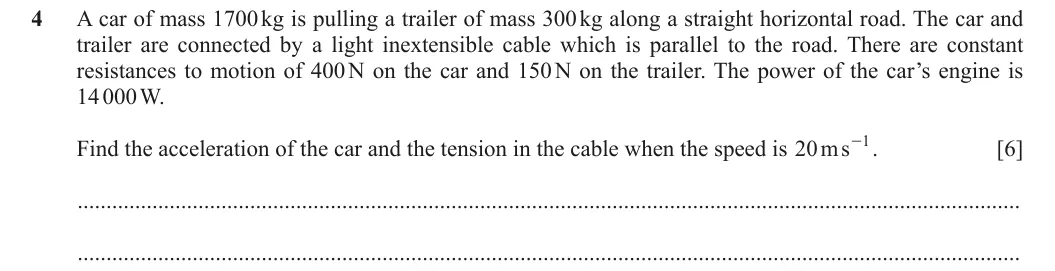 4 A car of mass 1700 kg is pulling a trailer of mass 300 kg along a straight horizontal road. The car and
trailer are connected by a light inextensible cable which is parallel to the road. There are constant
resistances to motion of 400 N on the car and 150 N on the trailer. The power of the car’s engine is
14 000 W.
Find the acceleration of the car and the tension in the cable when the speed is 20 m s⁻¹. [6]